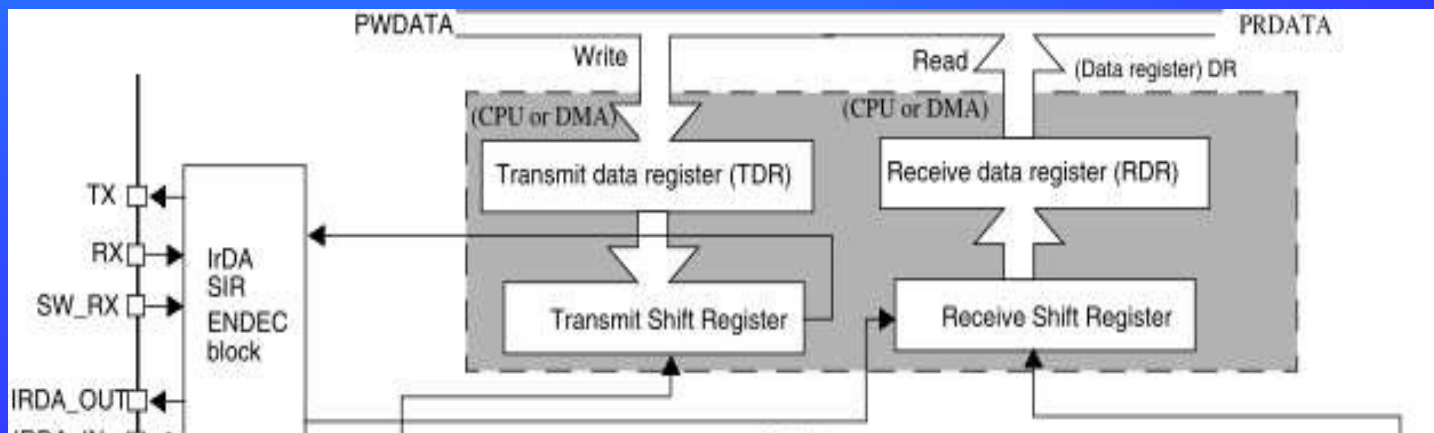 PWDATA
PRDATA
Write
Read
(Data register) DR
(CPU or DMA)
(CPU or DMA)
Transmit data register (TDR)
Receive data register (RDR)
TX
RX
SW_RX
IrDA
SIR
ENDEC
block
Transmit Shift Register
Receive Shift Register
IRDA_OUT